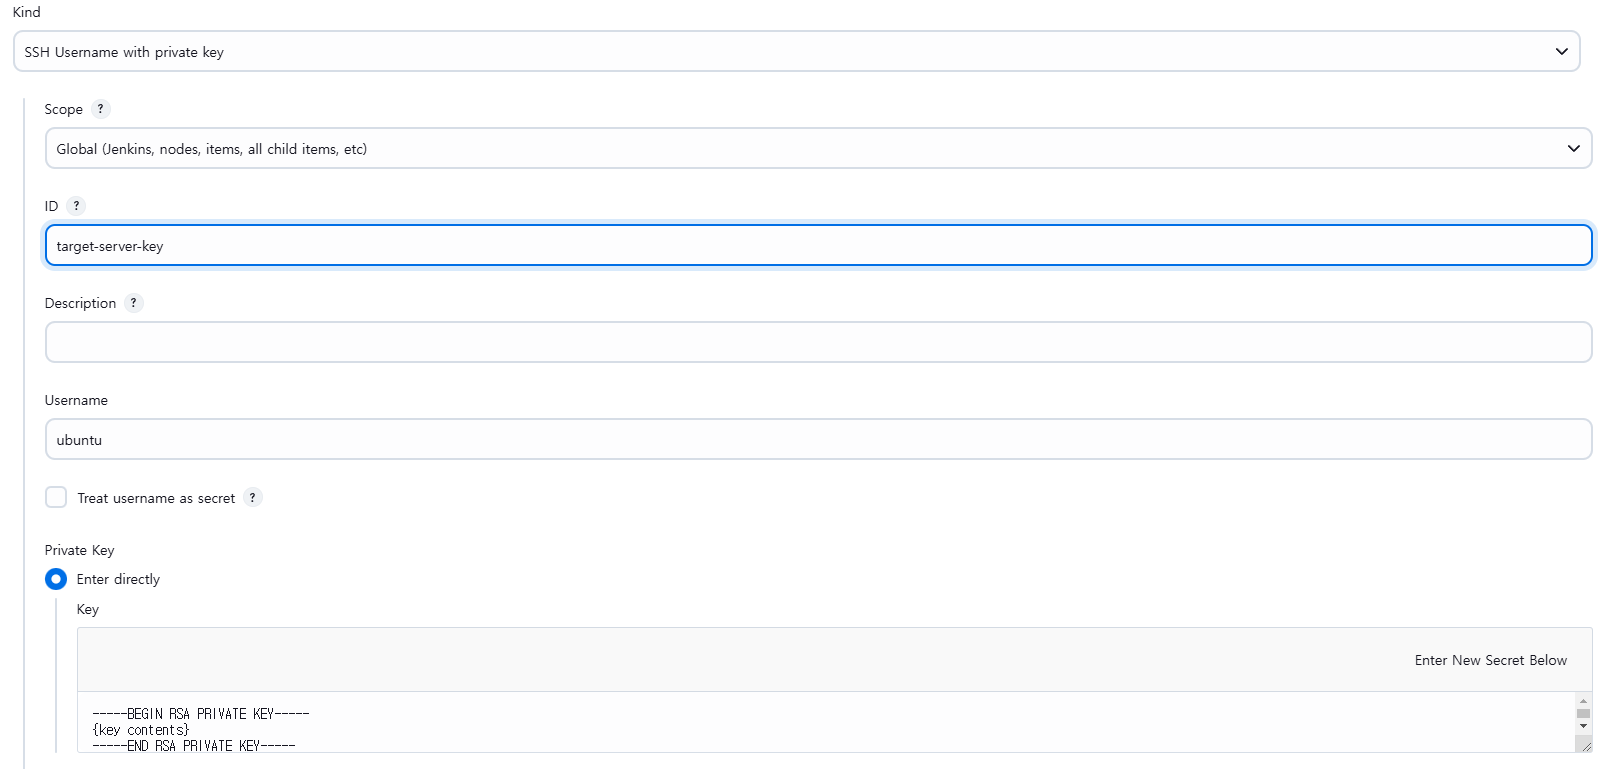 Kind
SSH Username with private key
Scope ?
Global (Jenkins, nodes, items, all child items, etc)
ID ?
target-server-key
Description ?
Username
ubuntu
Treat username as secret ?
Private Key
Enter directly
Key
Enter New Secret Below
-----BEGIN RSA PRIVATE KEY-----
{key contents}
-----END RSA PRIVATE KEY-----